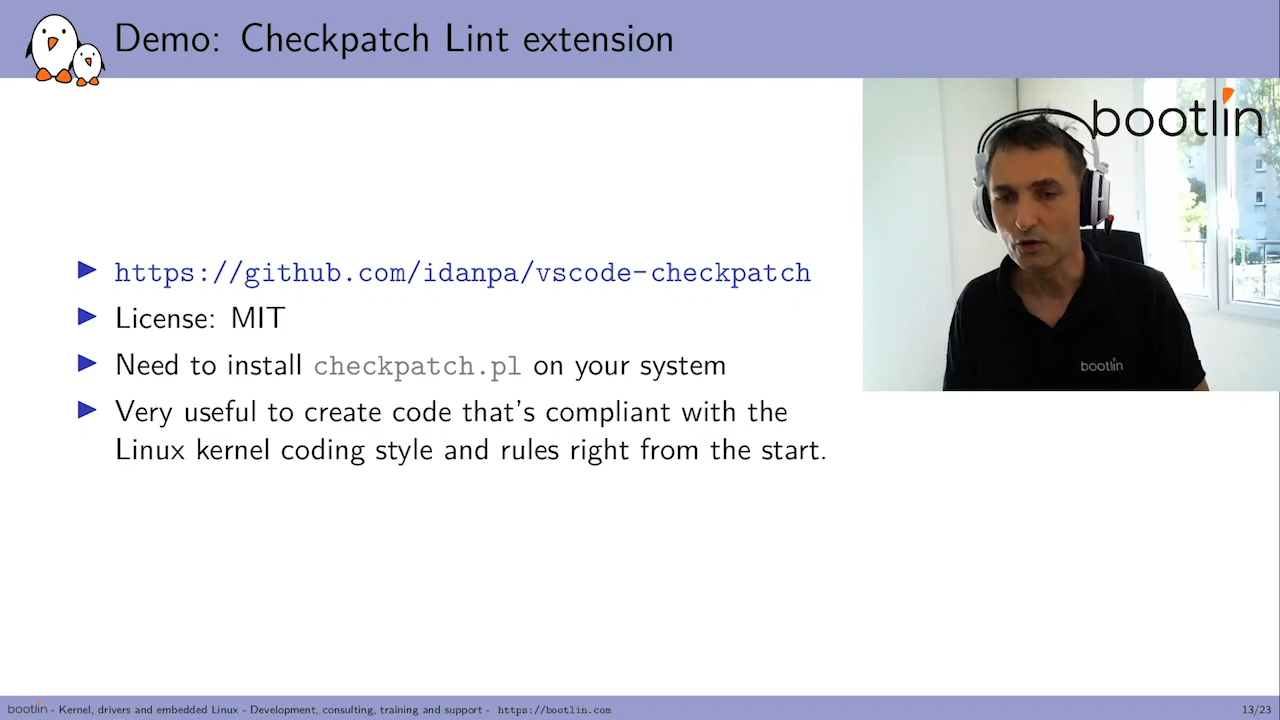 Demo: Checkpatch Lint extension
bootlin
https://github.com/idanpa/vscode-checkpatch
License: MIT
Need to install checkpatch.pl on your system
Very useful to create code that's compliant with the
Linux kernel coding style and rules right from the start.
bootlin
bootlin - Kernel, drivers and embedded Linux - Development, consulting, training and support - https://bootlin.com
13/23